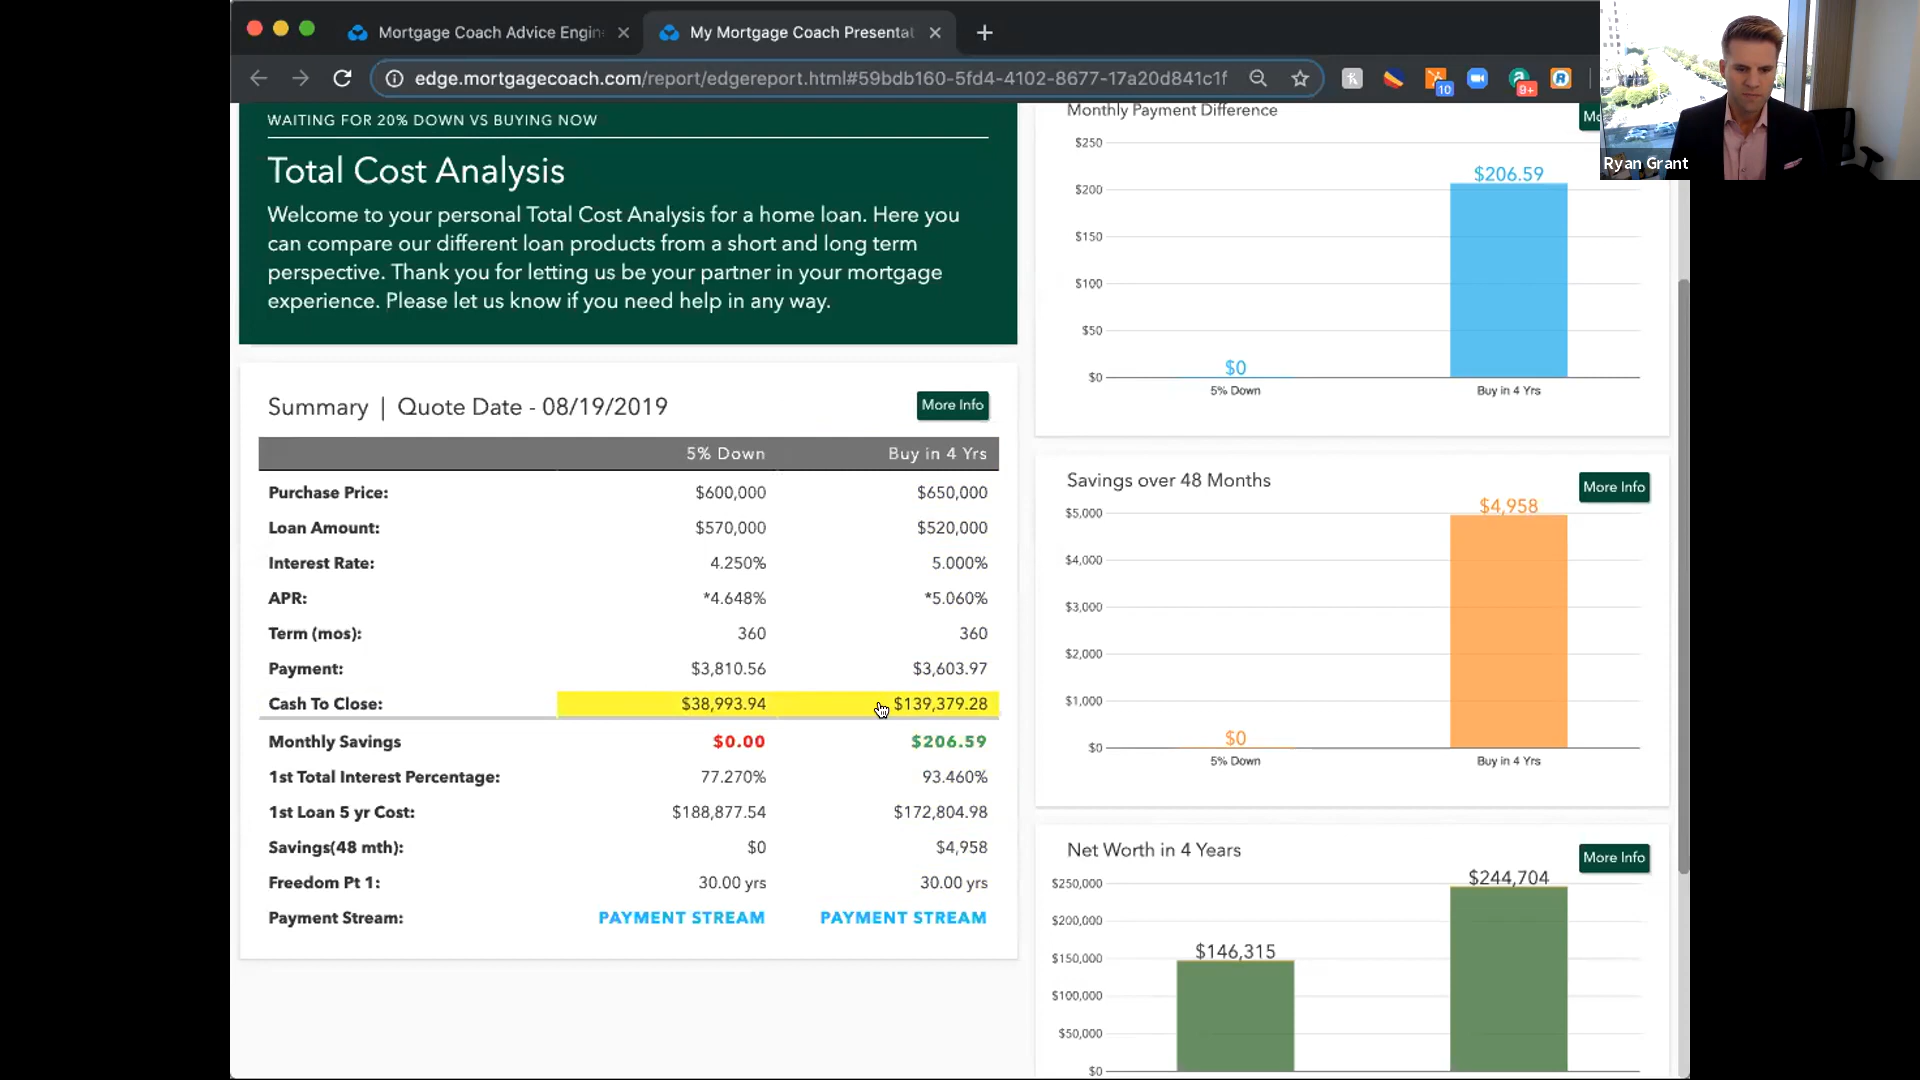 Mortgage Coach Advice Engin
My Mortgage Coach Presentat
edge.mortgagecoach.com/report/edgereport.html#59bdb160-5fd4-4102-8677-17a20d841c1f
10
9+
Ryan Grant
WAITING FOR 20% DOWN VS BUYING NOW
Total Cost Analysis
Welcome to your personal Total Cost Analysis for a home loan. Here you
can compare our different loan products from a short and long term
perspective. Thank you for letting us be your partner in your mortgage
experience. Please let us know if you need help in any way.
Summary | Quote Date - 08/19/2019
More Info
5% Down Buy in 4 Yrs
Purchase Price: $600,000 $650,000
Loan Amount: $570,000 $520,000
Interest Rate: 4.250% 5.000%
APR: *4.648% *5.060%
Term (mos): 360 360
Payment: $3,810.56 $3,603.97
Cash To Close: $38,993.94 $139,379.28
Monthly Savings $0.00 $206.59
1st Total Interest Percentage: 77.270% 93.460%
1st Loan 5 yr Cost: $188,877.54 $172,804.98
Savings(48 mth): $0 $4,958
Freedom Pt 1: 30.00 yrs 30.00 yrs
Payment Stream: PAYMENT STREAM PAYMENT STREAM
Monthly Payment Difference
Mo
$250
$206.59
$200
$150
$100
$50
$0
$0
5% Down Buy in 4 Yrs
Savings over 48 Months
More Info
$4,958
$5,000
$4,000
$3,000
$2,000
$1,000
$0
$0
5% Down Buy in 4 Yrs
Net Worth in 4 Years
More Info
$244,704
$250,000
$200,000
$146,315
$150,000
$100,000
$50,000
$0